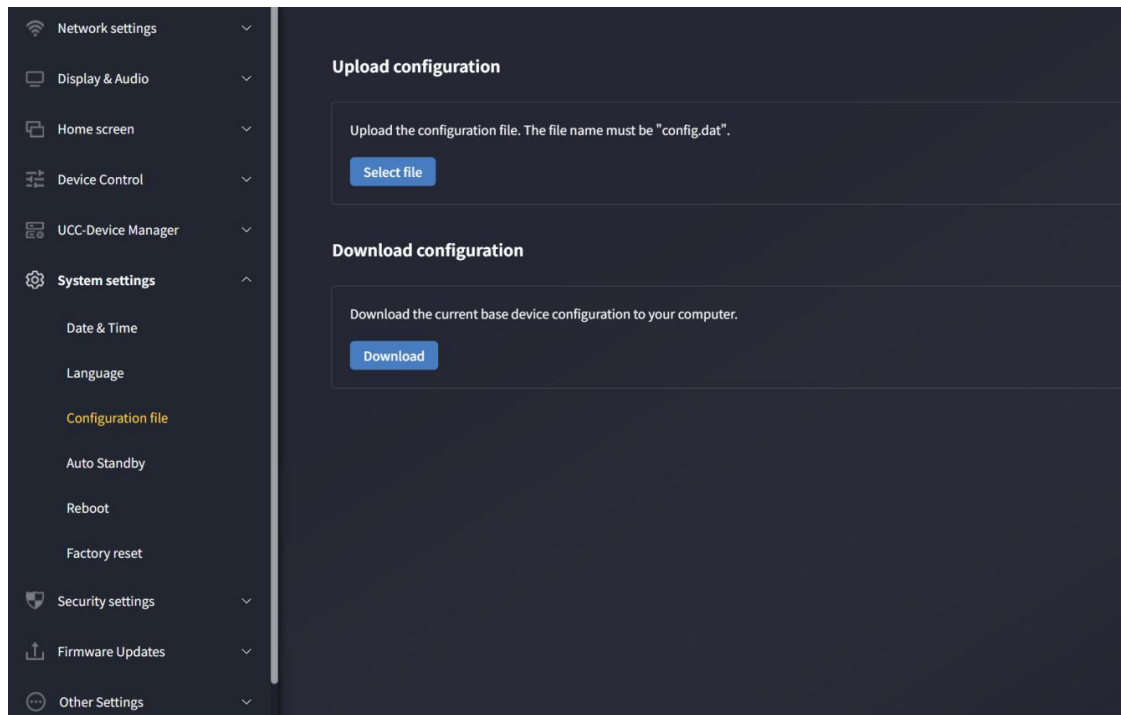 Network settings
Display & Audio
Home screen
Device Control
UCC-Device Manager
System settings
Date & Time
Language
Configuration file
Auto Standby
Reboot
Factory reset
Security settings
Firmware Updates
Other Settings
Upload configuration
Upload the configuration file. The file name must be "config.dat".
Select file
Download configuration
Download the current base device configuration to your computer.
Download